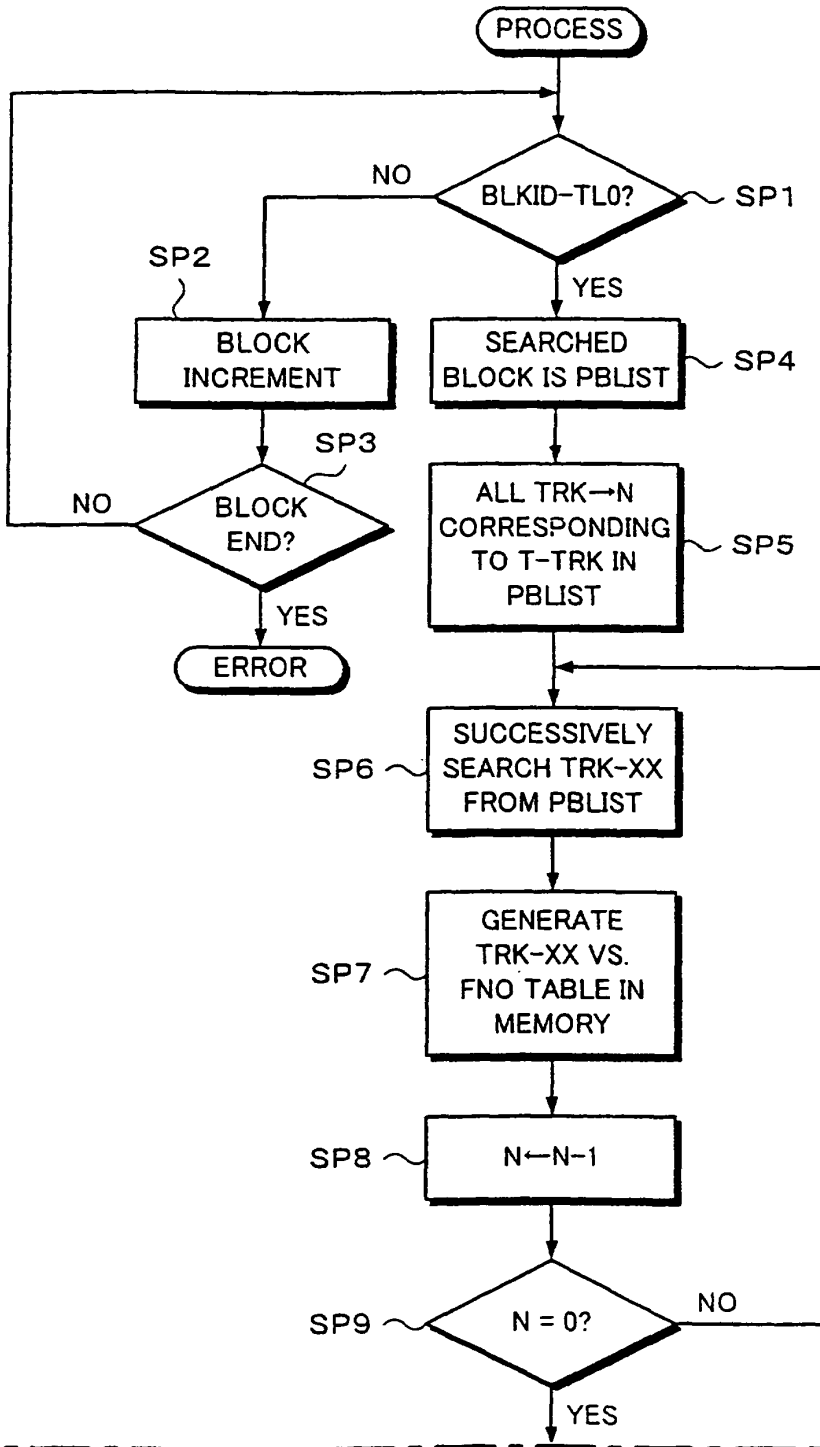 PROCESS
BLKID-TL0?
SP1
NO
YES
SP2
BLOCK
INCREMENT
SEARCHED
BLOCK IS PBLIST
SP4
SP3
BLOCK
END?
NO
YES
ERROR
ALL TRK→N
CORRESPONDING
TO T-TRK IN
PBLIST
SP5
SP6
SUCCESSIVELY
SEARCH TRK-XX
FROM PBLIST
SP7
GENERATE
TRK-XX VS.
FNO TABLE IN
MEMORY
SP8
N←N-1
SP9
N = 0?
NO
YES